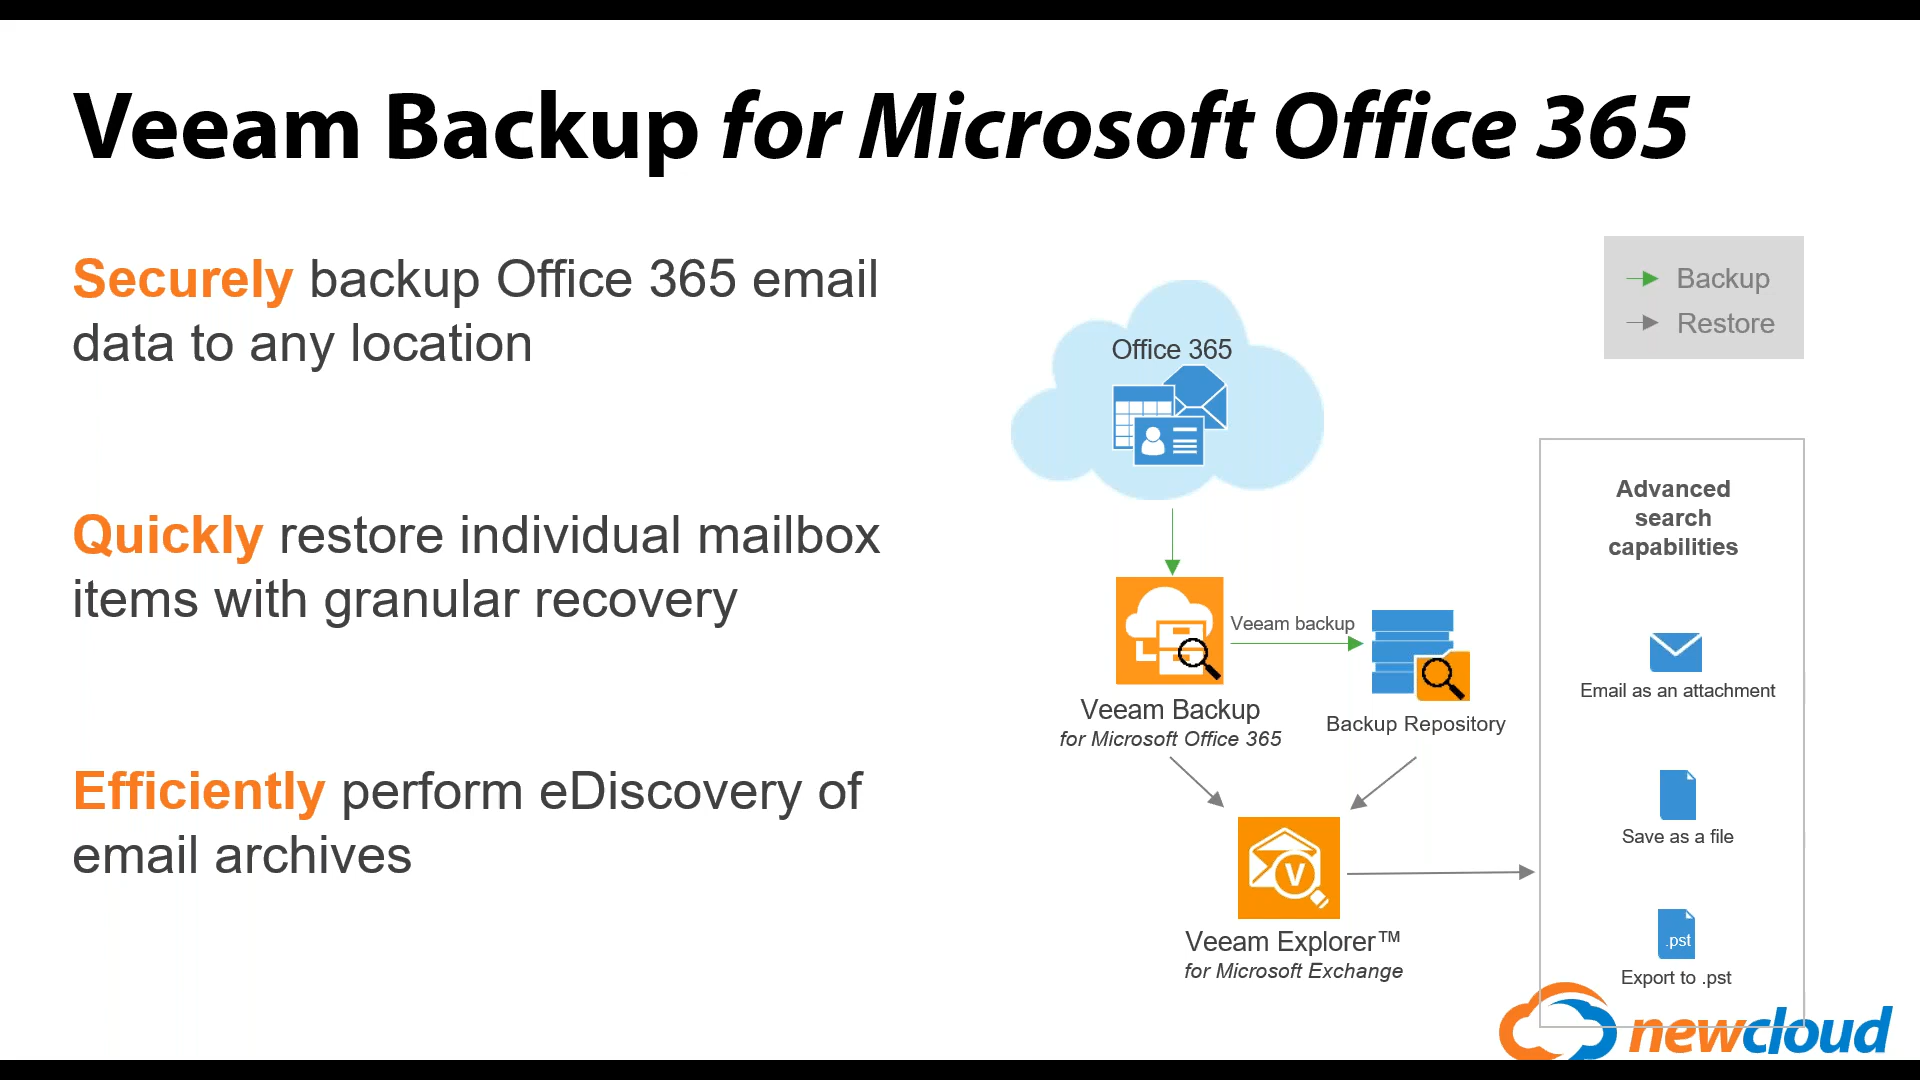 Veeam Backup for Microsoft Office 365
Securely backup Office 365 email
data to any location
Quickly restore individual mailbox
items with granular recovery
Efficiently perform eDiscovery of
email archives
Backup
Restore
Office 365
Veeam backup
Veeam Backup
for Microsoft Office 365
Backup Repository
V
Veeam Explorer™
for Microsoft Exchange
Advanced
search
capabilities
Email as an attachment
Save as a file
.pst
Export to .pst
newcloud